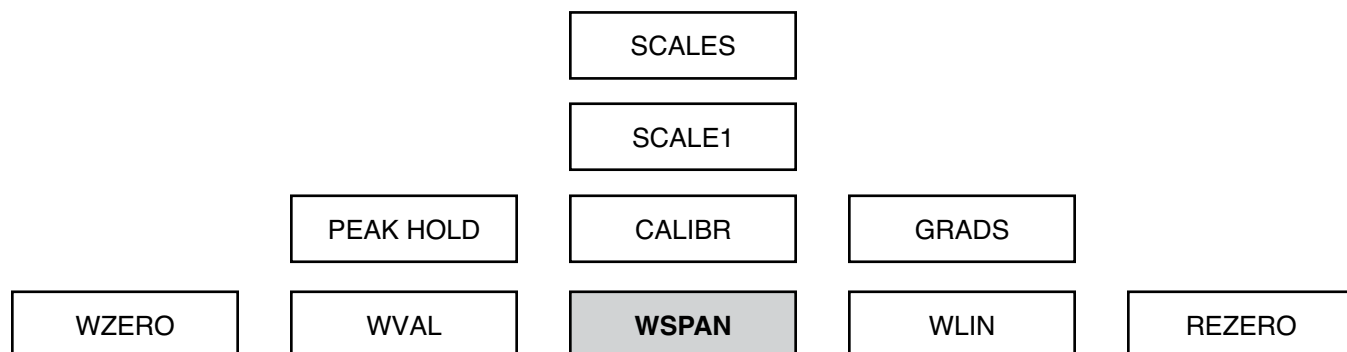 SCALES
SCALE1
PEAK HOLD
CALIBR
GRADS
WZERO
WVAL
WSPAN
WLIN
REZERO